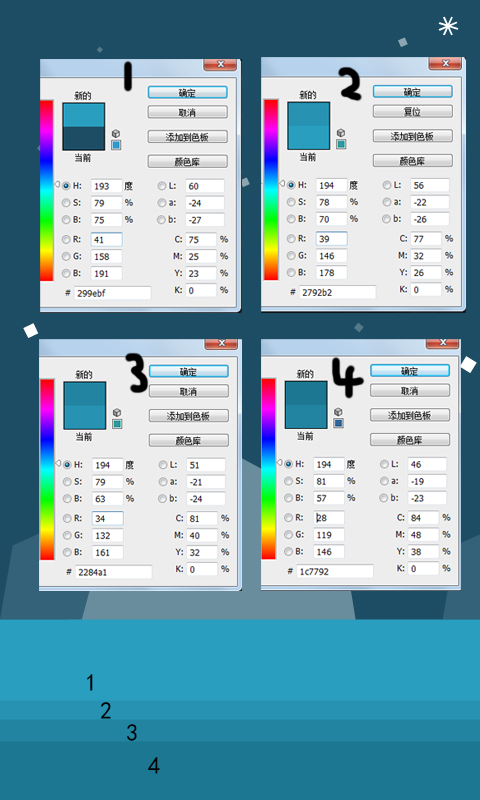 1
新的
确定
取消
添加到色板
当前
颜色库
H: 193 度 L: 60
S: 79 % a: -24
B: 75 % b: -27
R: 41 C: 75 %
G: 158 M: 25 %
B: 191 Y: 23 %
# 299ebf K: 0 %
2
新的
确定
复位
添加到色板
当前
颜色库
H: 194 度 L: 56
S: 78 % a: -22
B: 70 % b: -26
R: 39 C: 77 %
G: 146 M: 32 %
B: 178 Y: 26 %
# 2792b2 K: 0 %
3
新的
确定
取消
添加到色板
当前
颜色库
H: 194 度 L: 51
S: 79 % a: -21
B: 63 % b: -24
R: 34 C: 81 %
G: 132 M: 40 %
B: 161 Y: 32 %
# 2284a1 K: 0 %
4
新的
确定
取消
添加到色板
当前
颜色库
H: 194 度 L: 46
S: 81 % a: -19
B: 57 % b: -23
R: 28 C: 84 %
G: 119 M: 48 %
B: 146 Y: 38 %
# 1c7792 K: 0 %
1
2
3
4